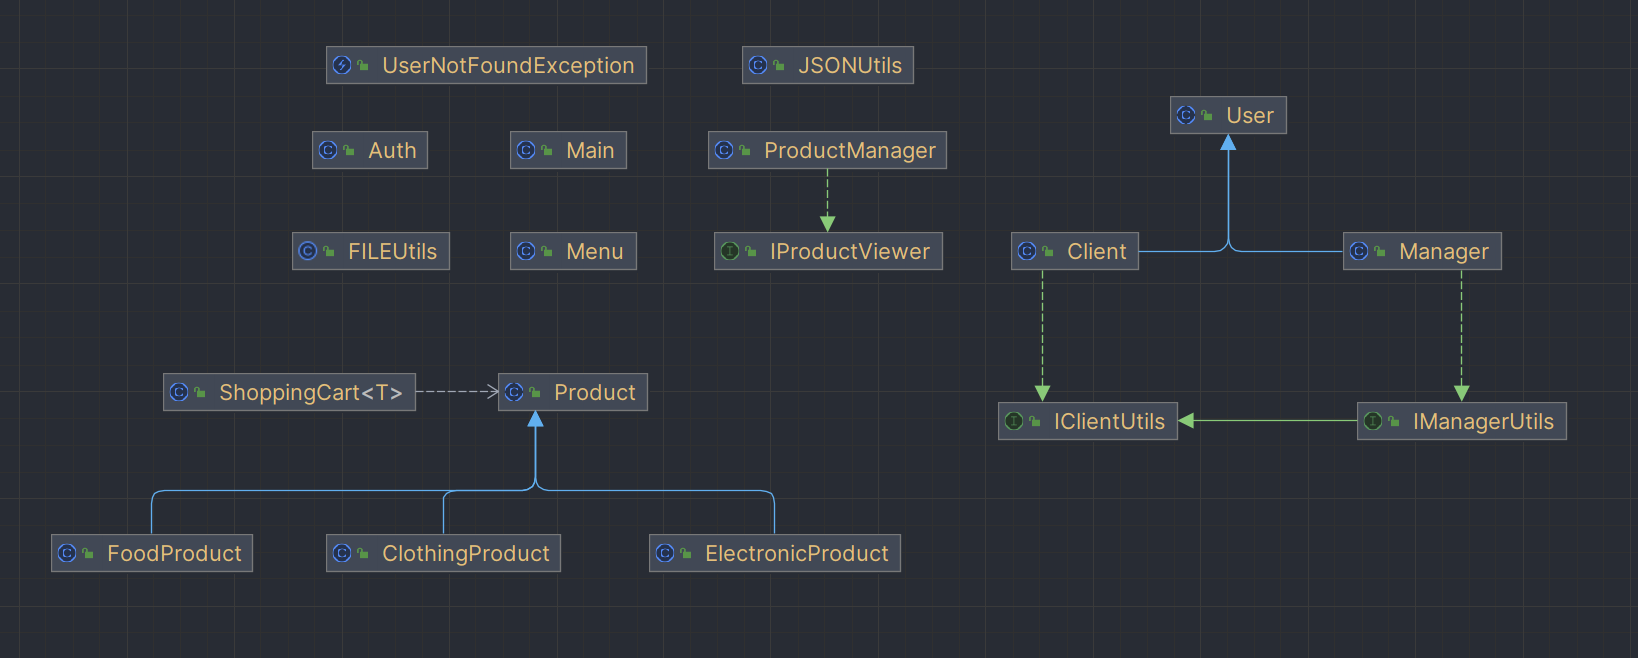 UserNotFoundException
JSONUtils
User
Auth
Main
ProductManager
FILEUtils
Menu
IProductViewer
Client
Manager
ShoppingCart<T>
Product
IClientUtils
IManagerUtils
FoodProduct
ClothingProduct
ElectronicProduct